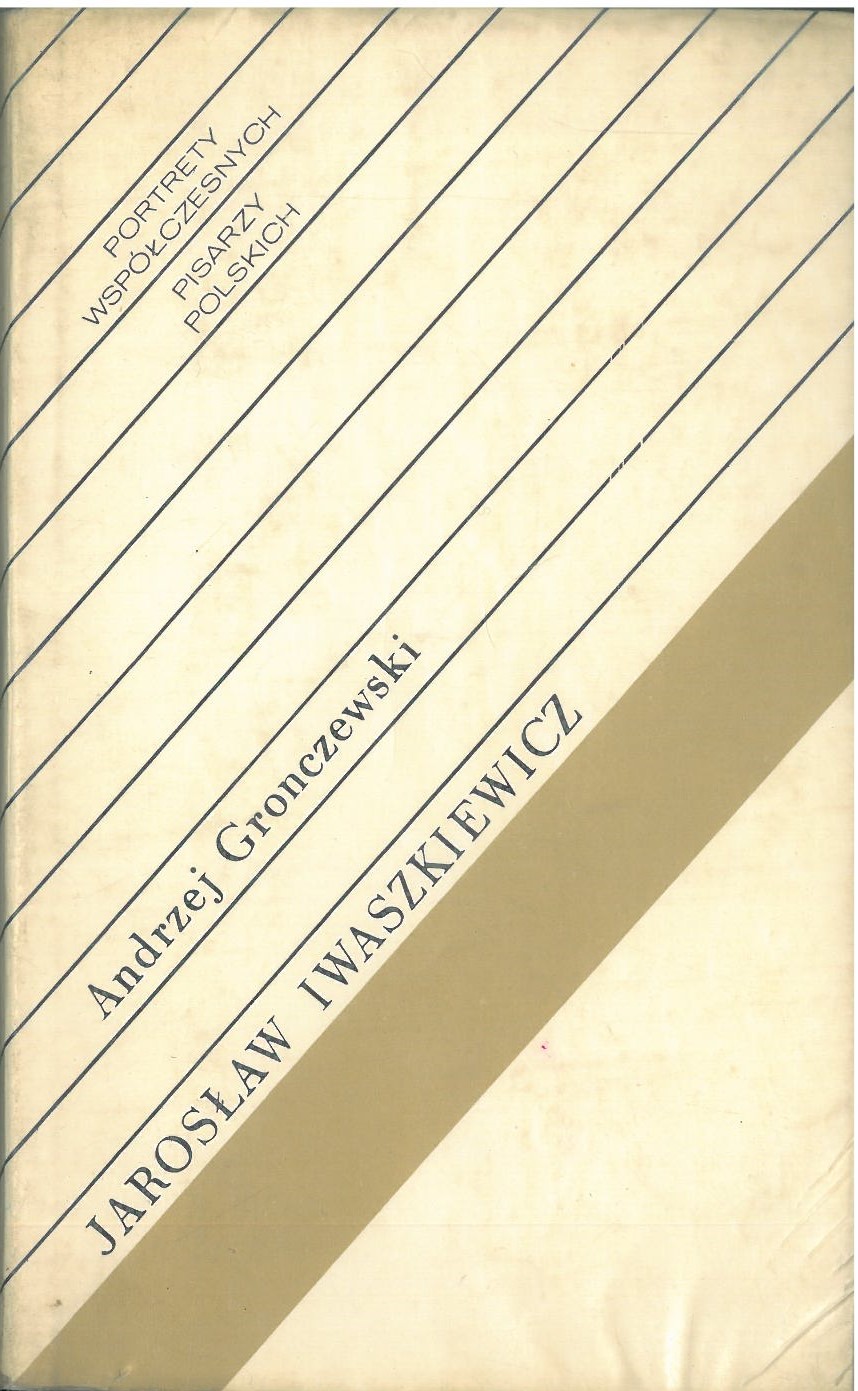 PORTRETY
WSPÓŁCZESNYCH
PISARZY
POLSKICH
Andrzej Gronczewski
JAROSŁAW IWASZKIEWICZ